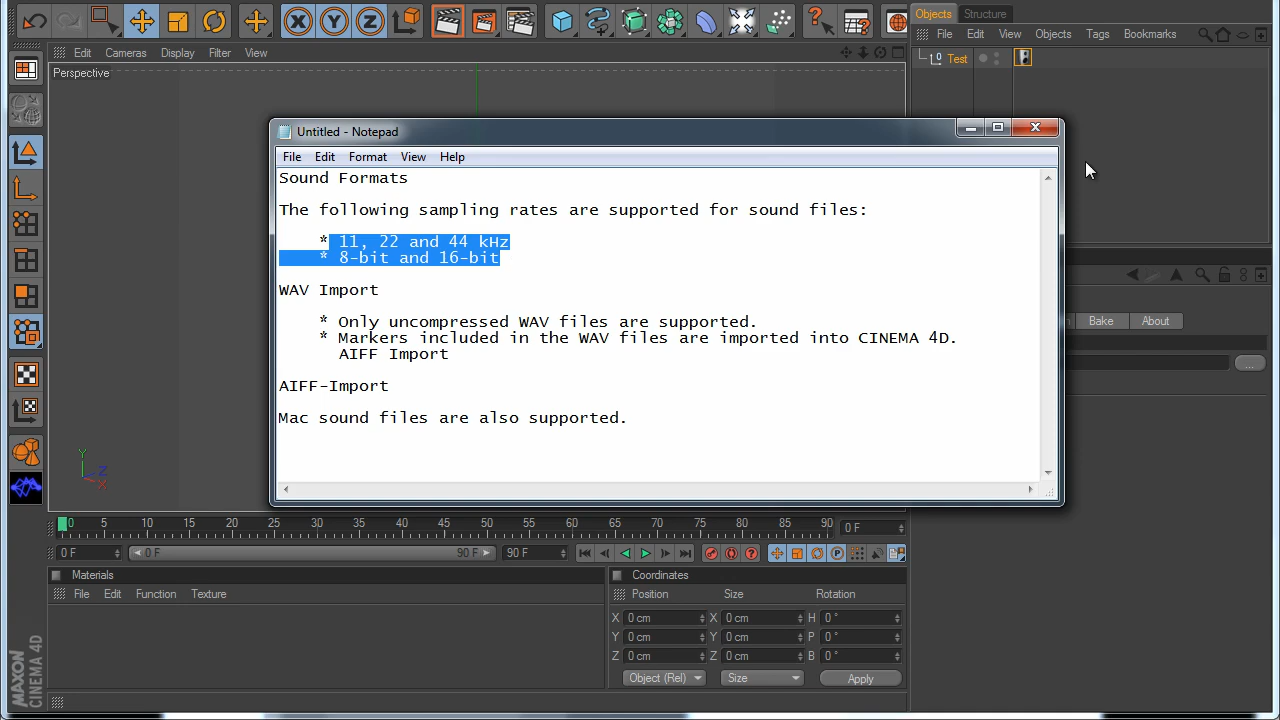 Objects Structure
File Edit View Objects Tags Bookmarks
0 Test
X Y Z
Edit Cameras Display Filter View
Perspective
Untitled - Notepad
File Edit Format View Help
Sound Formats
The following sampling rates are supported for sound files:
* 11, 22 and 44 kHz
* 8-bit and 16-bit
WAV Import
* Only uncompressed WAV files are supported.
* Markers included in the WAV files are imported into CINEMA 4D.
AIFF Import
AIFF-Import
Mac sound files are also supported.
Bake About
...
Y Z X
0 5 10 15 20 25 30 35 40 45 50 55 60 65 70 75 80 85 90 0 F
0 F 0 F 90 F 90 F
Materials
File Edit Function Texture
Coordinates
Position Size Rotation
X 0 cm X 0 cm H 0 °
Y 0 cm Y 0 cm P 0 °
Z 0 cm Z 0 cm B 0 °
Object (Rel) Size Apply
MAXON
CINEMA 4D